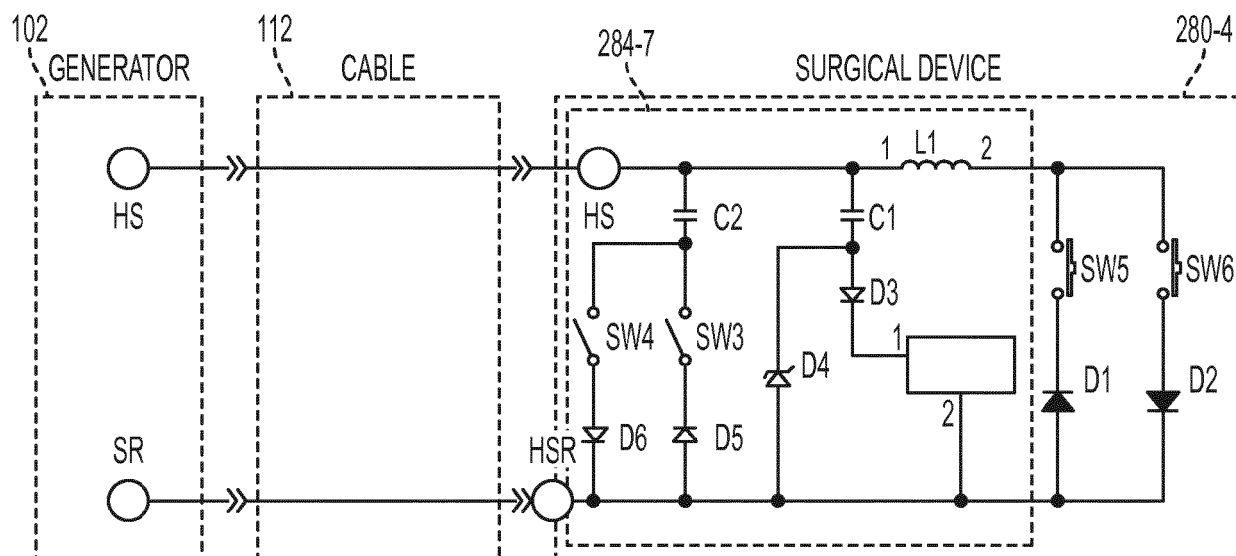 102
112
284-7
280-4
GENERATOR
CABLE
SURGICAL DEVICE
1 L1 2
HS
HS
C2
C1
SW5
SW6
D3
SW4
SW3
1
D4
D1
D2
2
SR
HSR
D6
D5